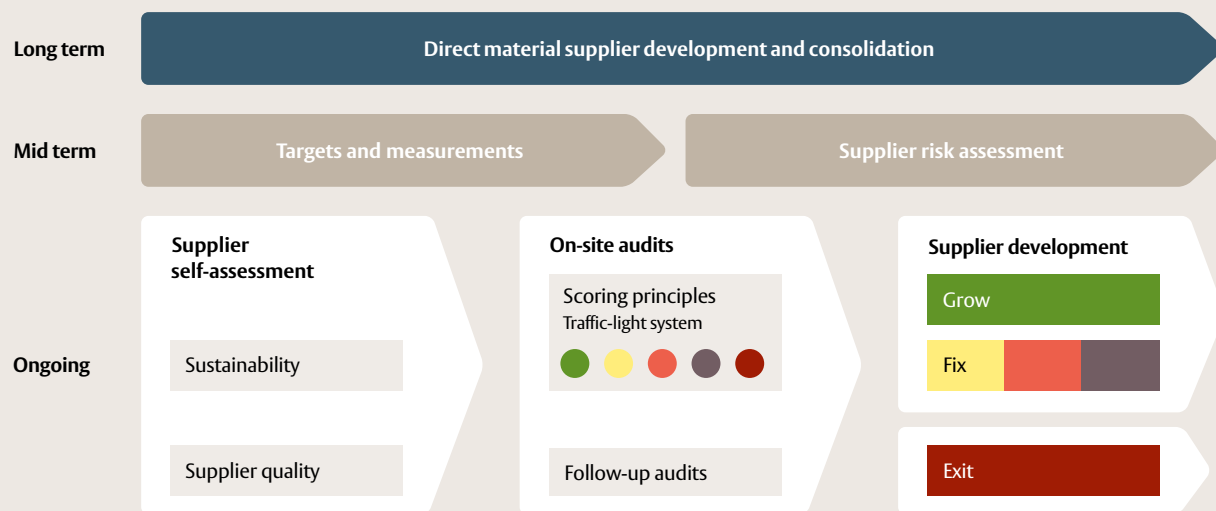 Long term
Direct material supplier development and consolidation
Mid term
Targets and measurements
Supplier risk assessment
Ongoing
Supplier
self-assessment
Sustainability
Supplier quality
On-site audits
Scoring principles
Traffic-light system
Follow-up audits
Supplier development
Grow
Fix
Exit